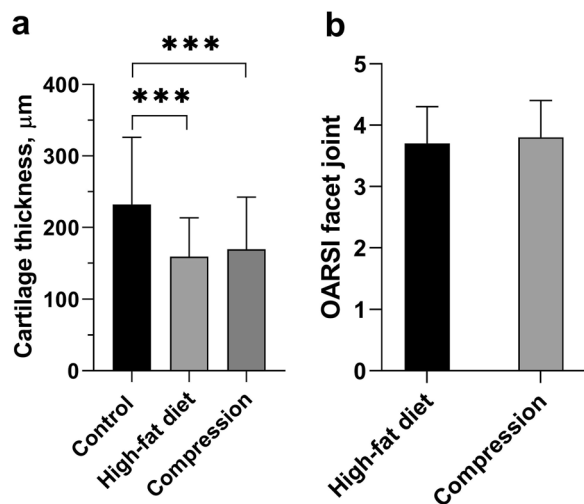 a
***
***
Cartilage thickness, μm
400
300
200
100
0
Control
High-fat diet
Compression
b
OARSI facet joint
5
4
3
2
1
0
High-fat diet
Compression